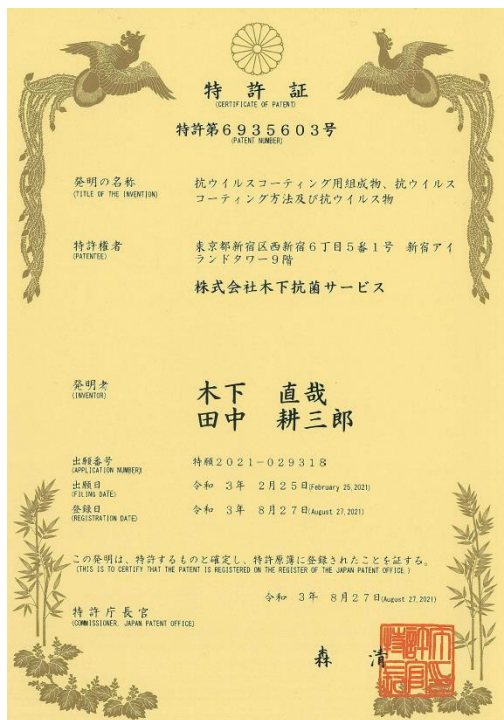 特許証
(CERTIFICATE OF PATENT)
特許第6935603号
(PATENT NUMBER)
発明の名称
(TITLE OF THE INVENTION)
抗ウイルスコーティング用組成物、抗ウイルス
コーティング方法及び抗ウイルス物
特許権者
(PATENTEE)
東京都新宿区西新宿6丁目5番1号 新宿アイ
ランドタワー9階
株式会社木下抗菌サービス
発明者
(INVENTOR)
木下 直哉
田中 耕三郎
出願番号
(APPLICATION NUMBER)
特願2021-029318
出願日
(FILING DATE)
令和 3年 2月25日(February 25,2021)
登録日
(REGISTRATION DATE)
令和 3年 8月27日(August 27,2021)
この発明は、特許するものと確定し、特許原簿に登録されたことを証する。
(THIS IS TO CERTIFY THAT THE PATENT IS REGISTERED ON THE REGISTER OF THE JAPAN PATENT OFFICE.)
令和 3年 8月27日(August 27,2021)
特許庁長官
(COMMISSIONER, JAPAN PATENT OFFICE)
森 清